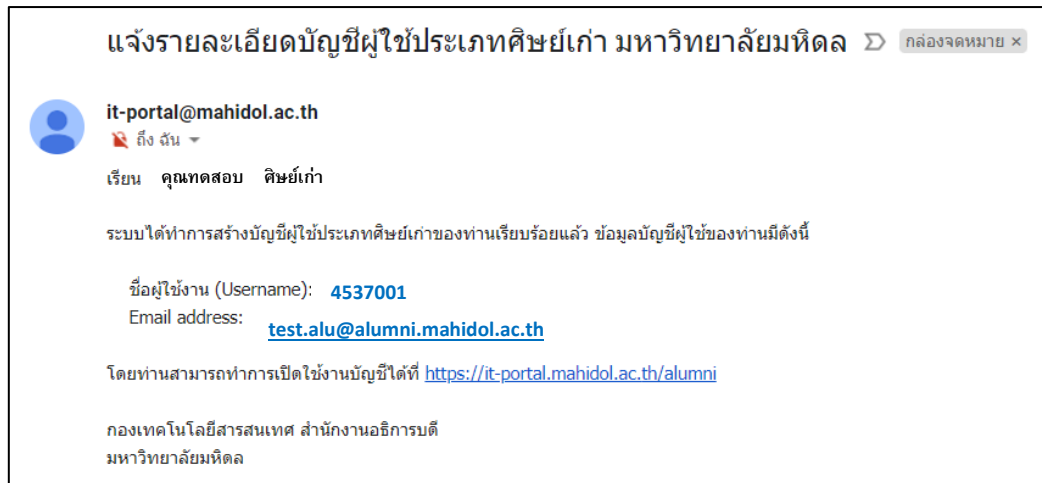 แจ้งรายละเอียดบัญชีผู้ใช้ประเภทศิษย์เก่า มหาวิทยาลัยมหิดล กล่องจดหมาย ×
it-portal@mahidol.ac.th
ถึง ฉัน
เรียน คุณทดสอบ ศิษย์เก่า
ระบบได้ทำการสร้างบัญชีผู้ใช้ประเภทศิษย์เก่าของท่านเรียบร้อยแล้ว ข้อมูลบัญชีผู้ใช้ของท่านมีดังนี้
ชื่อผู้ใช้งาน (Username): 4537001
Email address: test.alu@alumni.mahidol.ac.th
โดยท่านสามารถทำการเปิดใช้งานบัญชีได้ที่ https://it-portal.mahidol.ac.th/alumni
กองเทคโนโลยีสารสนเทศ สำนักงานอธิการบดี
มหาวิทยาลัยมหิดล